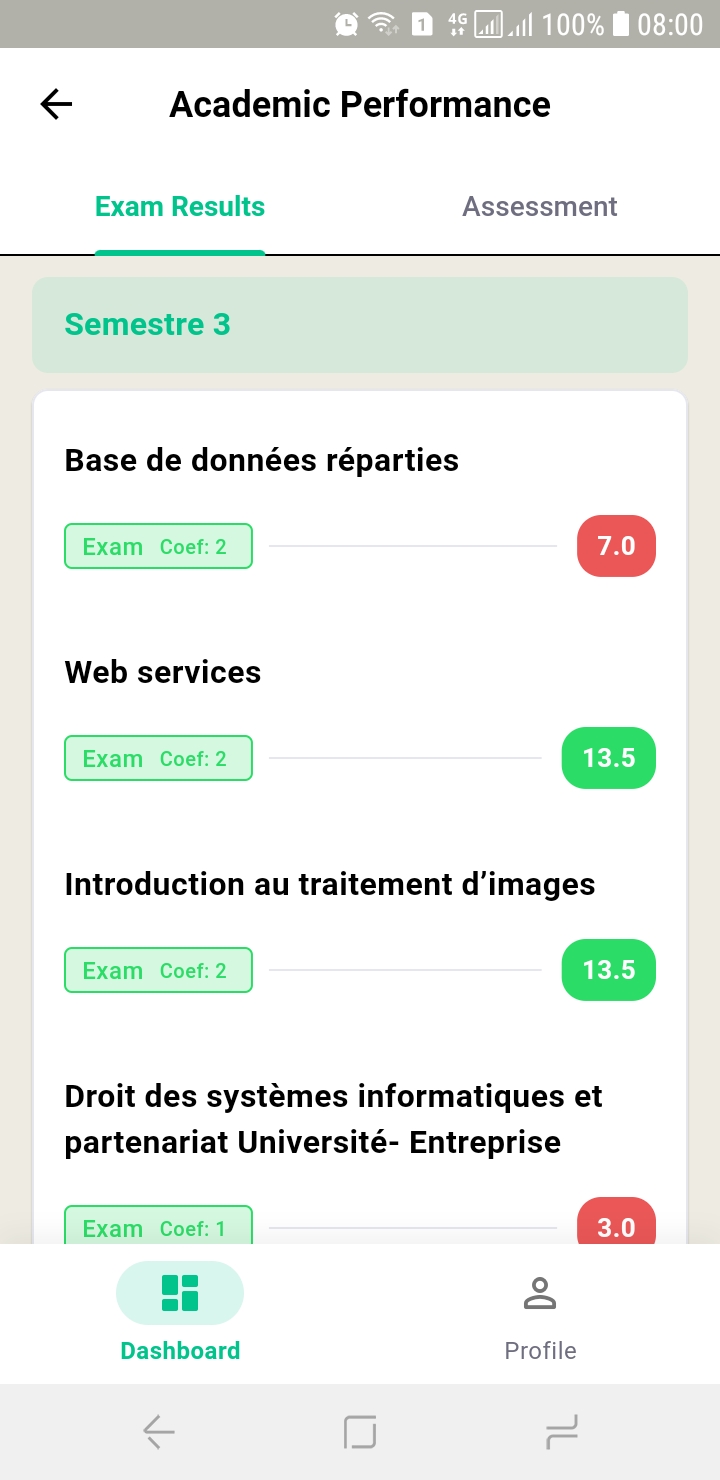 1 4G 100% 08:00
Academic Performance
Exam Results Assessment
Semestre 3
Base de données réparties
Exam Coef: 2 7.0
Web services
Exam Coef: 2 13.5
Introduction au traitement d’images
Exam Coef: 2 13.5
Droit des systèmes informatiques et
partenariat Université- Entreprise
Exam Coef: 1 3.0
Dashboard Profile